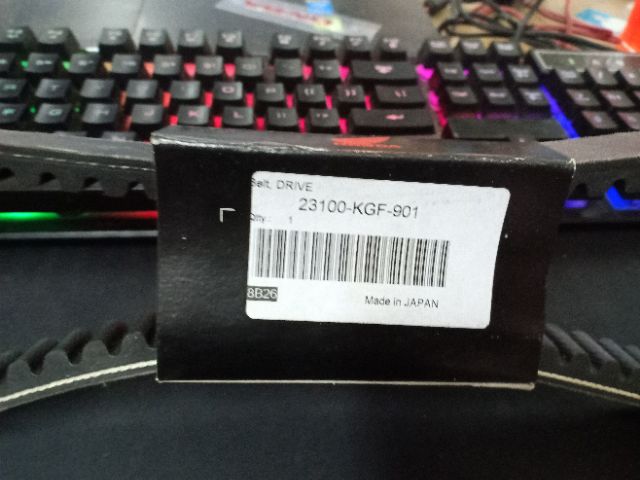 Belt, DRIVE
23100-KGF-901
Qty : 1
8B26
Made in JAPAN